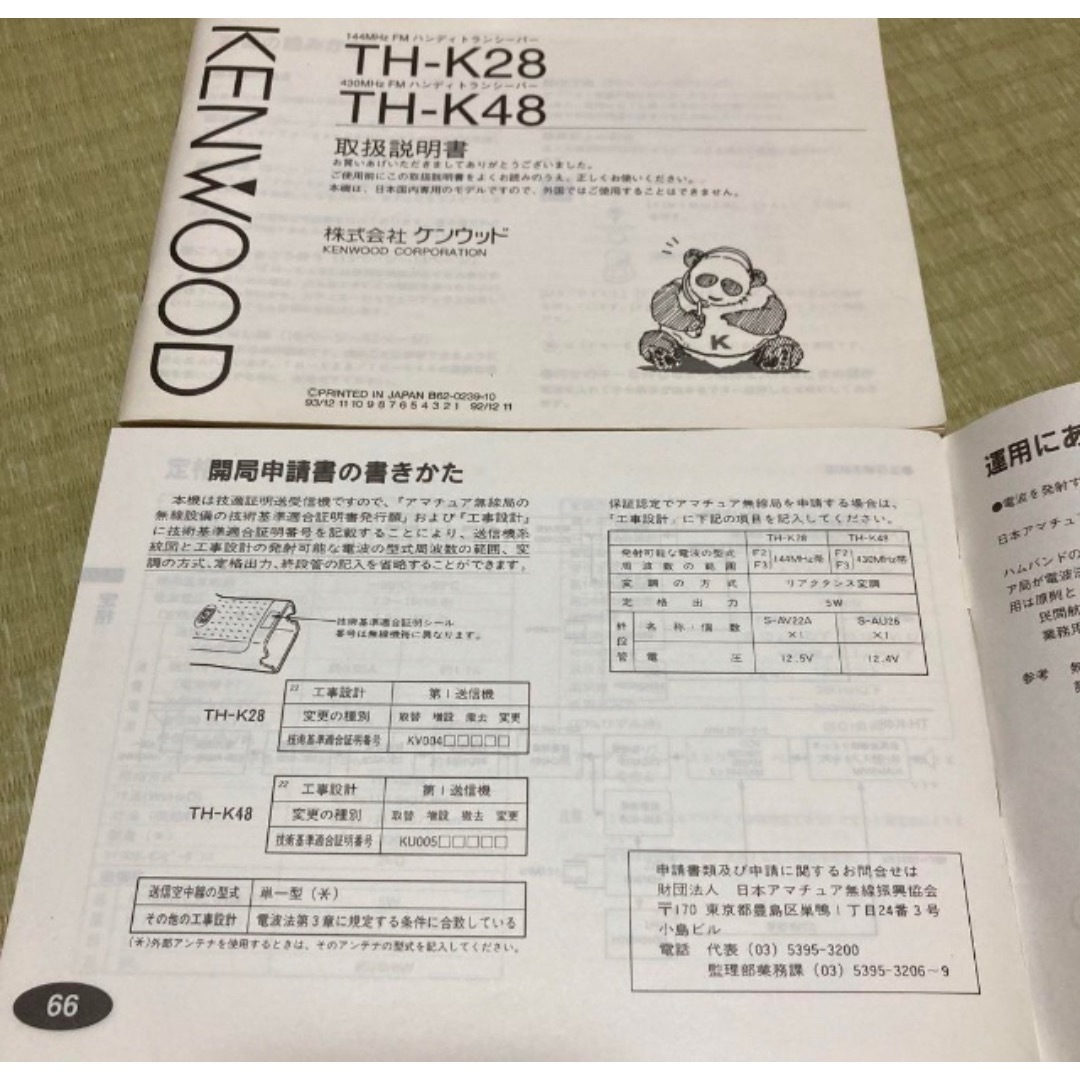 KENWOOD
144MHz FM ハンディトランシーバー
TH-K28
430MHz FM ハンディトランシーバー
TH-K48
取扱説明書
お買いあげいただきましてありがとうございました。
ご使用前にこの取扱説明書をよくお読みのうえ、正しくお使いください。
本機は、日本国内専用のモデルですので、外国ではご使用することはできません。
株式会社 ケンウッド
KENWOOD CORPORATION
K
©PRINTED IN JAPAN B62-0239-10
93/12 11 10 9 8 7 6 5 4 3 2 1 92/12 11
開局申請書の書きかた
本機は技適証明送受信機ですので、『アマチュア無線局の
無線設備の技術基準適合証明書発行願』および『工事設計』
に技術基準適合証明番号を記載することにより、送信機系
統図と工事設計の発射可能な電波の型式周波数の範囲、変
調の方式、定格出力、終段管の記入を省略することができます。
技術基準適合証明シール
番号は無線機毎に異なります。
TH-K28
22 工事設計 第1送信機
変更の種別 取替 増設 撤去 変更
技術基準適合証明番号 KV004□□□□□
TH-K48
22 工事設計 第1送信機
変更の種別 取替 増設 撤去 変更
技術基準適合証明番号 KU005□□□□□
送信空中線の型式 単一型(*)
その他の工事設計 電波法第3章に規定する条件に合致している
(*)外部アンテナを使用するときは、そのアンテナの型式を記入してください。
66
保証認定でアマチュア無線局を申請する場合は、
『工事設計』に下記の項目を記入してください。
TH-K28 TH-K48
発射可能な電波の型式 F2 144MHz帯 F2 430MHz帯
周波数の範囲 F3 F3
変調の方式 リアクタンス変調
定格出力 5W
終段管 名称・個数 S-AV22A ×1 S-AU26 ×1
電圧 12.5V 12.4V
申請書類及び申請に関するお問合せは
財団法人 日本アマチュア無線振興協会
〒170 東京都豊島区巣鴨1丁目24番3号
小島ビル
電話 代表 (03) 5395-3200
監理部業務課 (03) 5395-3206~9
運用にあ
●電波を発射す
日本アマチュ
ハムバンドの
ア局が電波法
用は原則と
民間航
業務用
参考